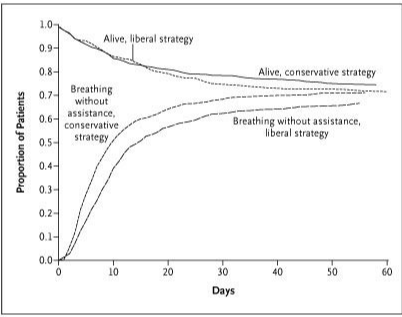 1.0
0.9
0.8
0.7
0.6
0.5
0.4
0.3
0.2
0.1
0.0
Proportion of Patients
Alive, liberal strategy
Alive, conservative strategy
Breathing
without
assistance,
conservative
strategy
Breathing without assistance,
liberal strategy
0 10 20 30 40 50 60
Days